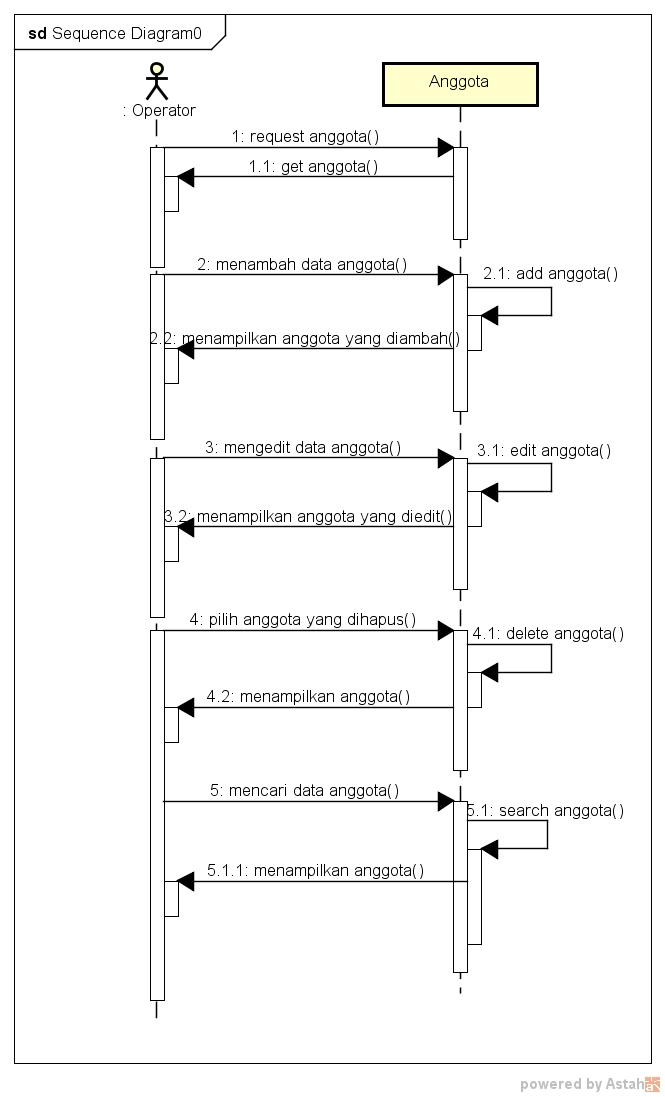 sd Sequence Diagram0
: Operator
Anggota
1: request anggota()
1.1: get anggota()
2: menambah data anggota()
2.1: add anggota()
2.2: menampilkan anggota yang diambah()
3: mengedit data anggota()
3.1: edit anggota()
3.2: menampilkan anggota yang diedit()
4: pilih anggota yang dihapus()
4.1: delete anggota()
4.2: menampilkan anggota()
5: mencari data anggota()
5.1: search anggota()
5.1.1: menampilkan anggota()
powered by Astah